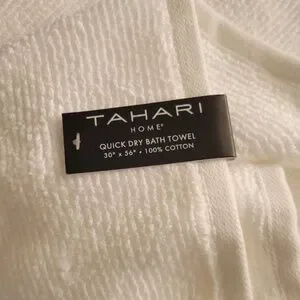 TAHARI
HOME®
QUICK DRY BATH TOWEL
30" x 56" • 100% COTTON